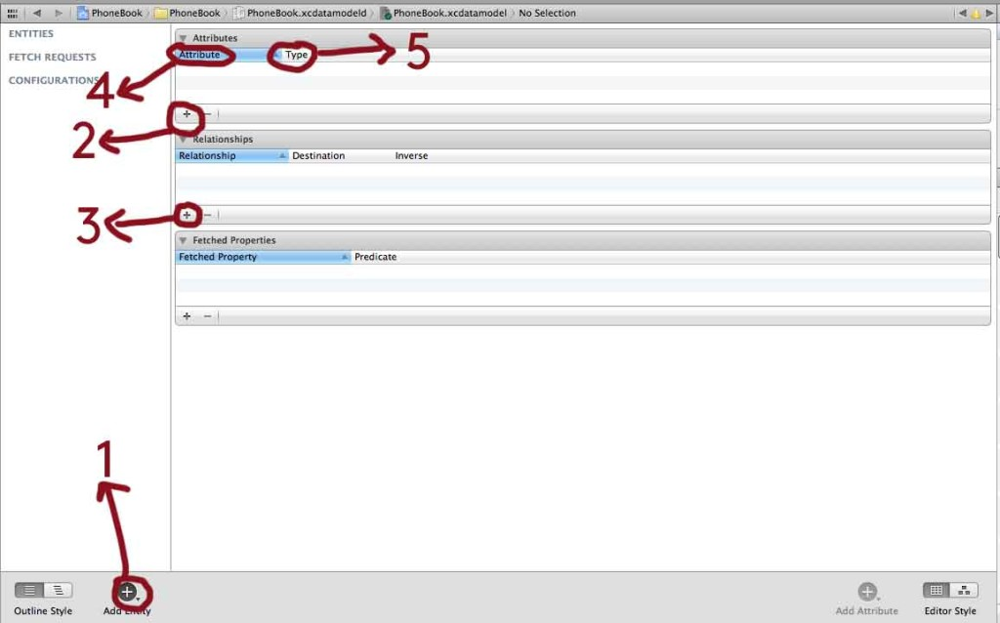 PhoneBook PhoneBook PhoneBook.xcdatamodeld PhoneBook.xcdatamodel No Selection
ENTITIES
FETCH REQUESTS
CONFIGURATIONS
Attributes
Attribute Type
5
4
+ −
2
Relationships
Relationship Destination Inverse
+ −
3
Fetched Properties
Fetched Property Predicate
+ −
1
Outline Style Add Entity Add Attribute Editor Style